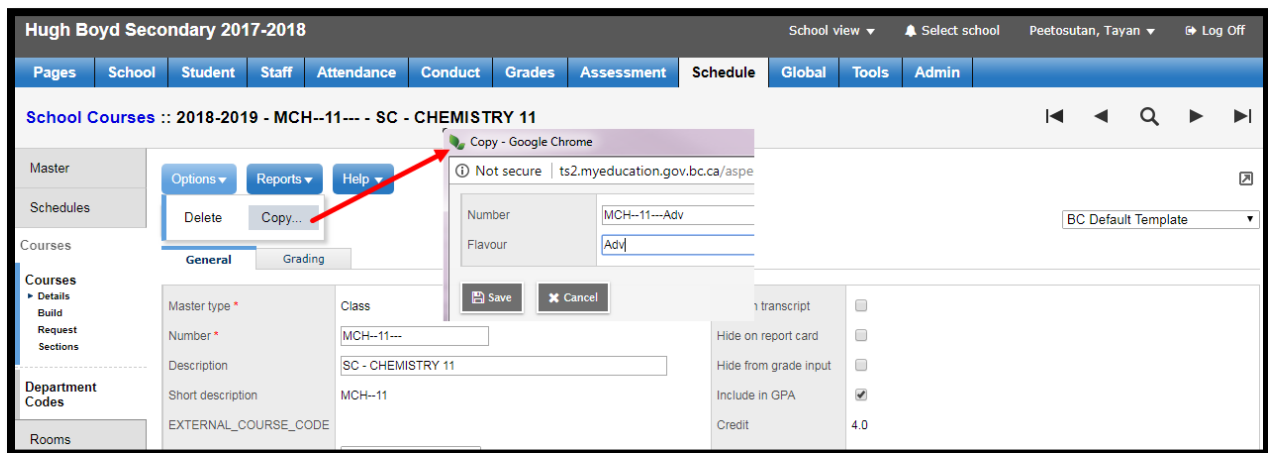 Hugh Boyd Secondary 2017-2018 School view ▼ Select school Peetosutan, Tayan ▼ Log Off
Pages School Student Staff Attendance Conduct Grades Assessment Schedule Global Tools Admin
School Courses :: 2018-2019 - MCH--11--- - SC - CHEMISTRY 11
Copy - Google Chrome
Not secure | ts2.myeducation.gov.bc.ca/aspe
Master
Options ▼ Reports ▼ Help ▼
Schedules
Delete Copy...
Number MCH--11---Adv
Flavour Adv
Save Cancel
BC Default Template ▼
Courses
General Grading
Courses
Details
Build
Request
Sections
Department
Codes
Rooms
Master type * Class
Number * MCH--11---
Description SC - CHEMISTRY 11
Short description MCH--11
EXTERNAL_COURSE_CODE
transcript
Hide on report card
Hide from grade input
Include in GPA
Credit 4.0